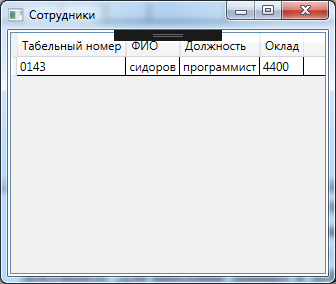 Сотрудники
Табельный номер ФИО Должность Оклад
0143 сидоров программист 4400